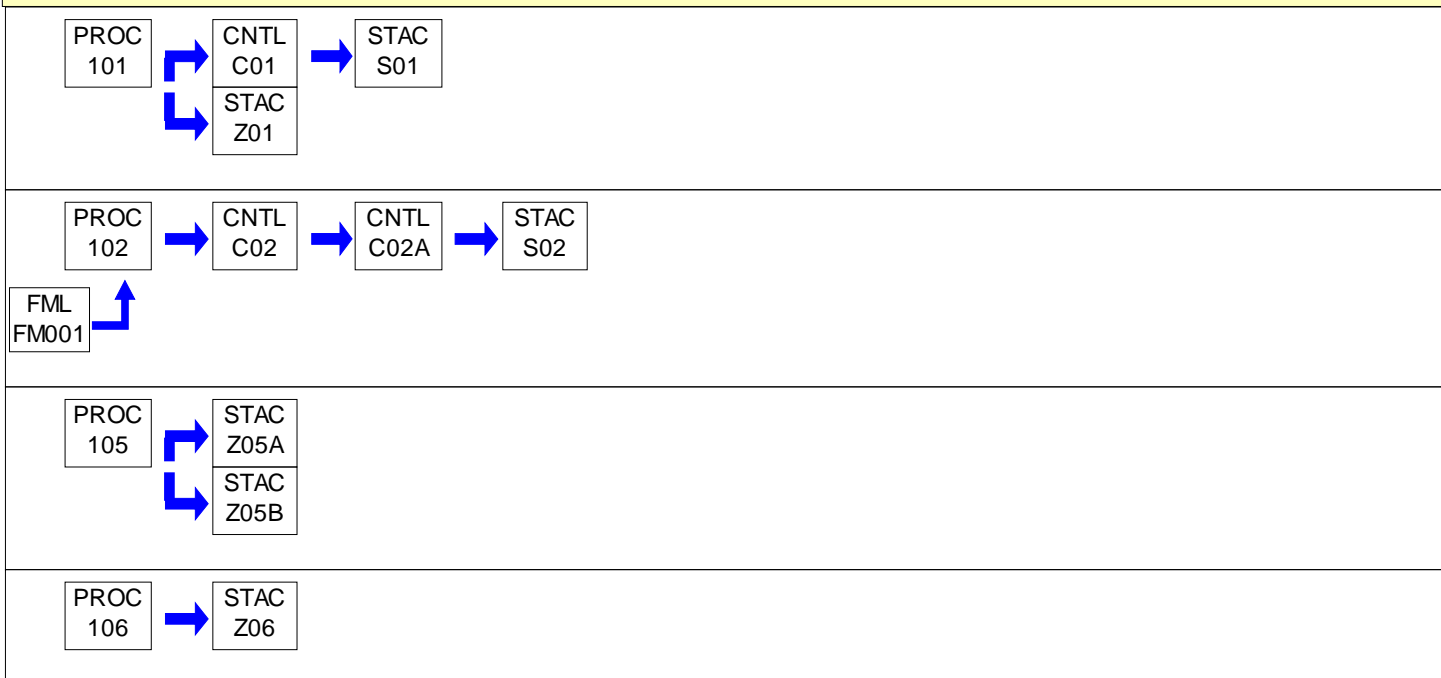 PROC
101
CNTL
C01
STAC
S01
STAC
Z01
PROC
102
CNTL
C02
CNTL
C02A
STAC
S02
FML
FM001
PROC
105
STAC
Z05A
STAC
Z05B
PROC
106
STAC
Z06